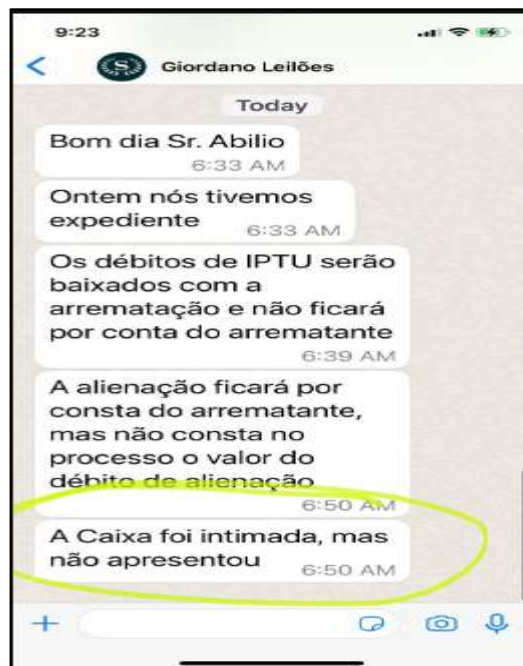 9:23
Giordano Leilões
Today
Bom dia Sr. Abilio
6:33 AM
Ontem nós tivemos
expediente
6:33 AM
Os débitos de IPTU serão
baixados com a
arrematação e não ficará
por conta do arrematante
6:39 AM
A alienação ficará por
consta do arrematante,
mas não consta no
processo o valor do
débito de alienação
6:50 AM
A Caixa foi intimada, mas
não apresentou
6:50 AM